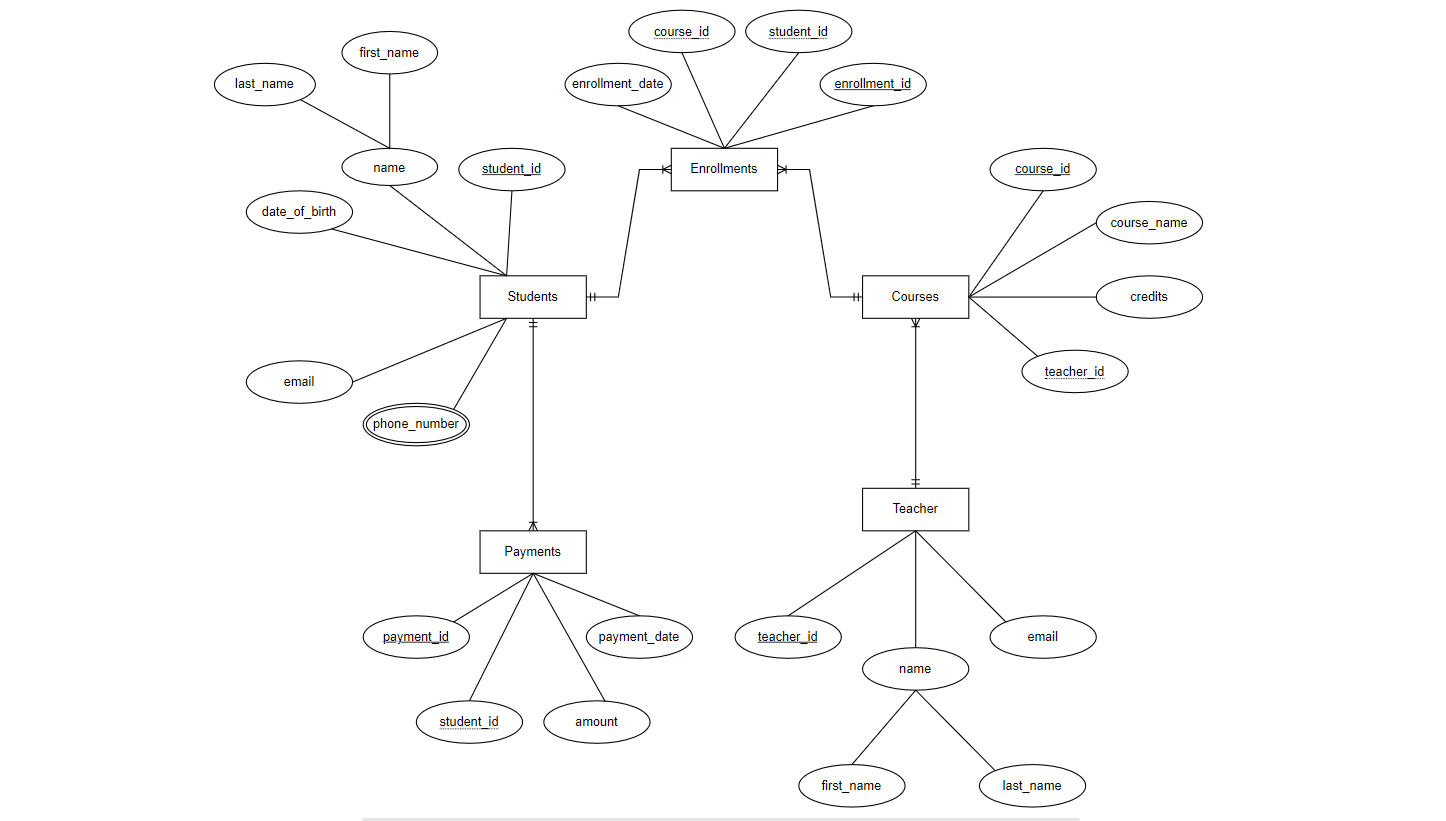 course_id
student_id
first_name
last_name
enrollment_date
enrollment_id
name
student_id
Enrollments
course_id
date_of_birth
course_name
Students
Courses
credits
email
teacher_id
phone_number
Teacher
Payments
payment_id
payment_date
teacher_id
email
name
student_id
amount
first_name
last_name